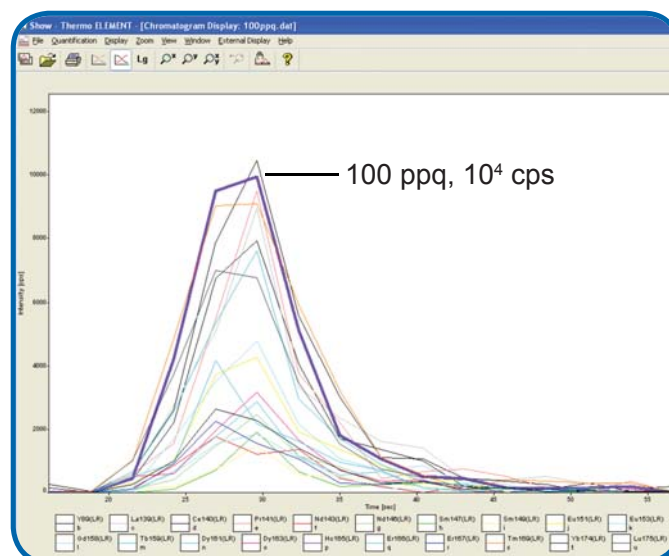 Show - Thermo ELEMENT - [Chromatogram Display: 100ppq.dat]
File Quantification Display Zoom View Window External Display Help
Lg
12000
100 ppq, 10⁴ cps
10000
8000
6000
4000
2000
0
Intensity [cps]
20 25 30 35 40 45 50 55
Time [sec]
Y89(LR) La139(LR) Ce140(LR) Pr141(LR) Nd143(LR) Nd146(LR) Sm147(LR) Sm149(LR) Eu151(LR) Eu153(LR)
b c d e f g h i j k
Tb159(LR) Dy161(LR) Dy163(LR) Ho165(LR) Er166(LR) Er167(LR) Tm169(LR) Yb174(LR) Lu175(LR)
l m n o p q r t u